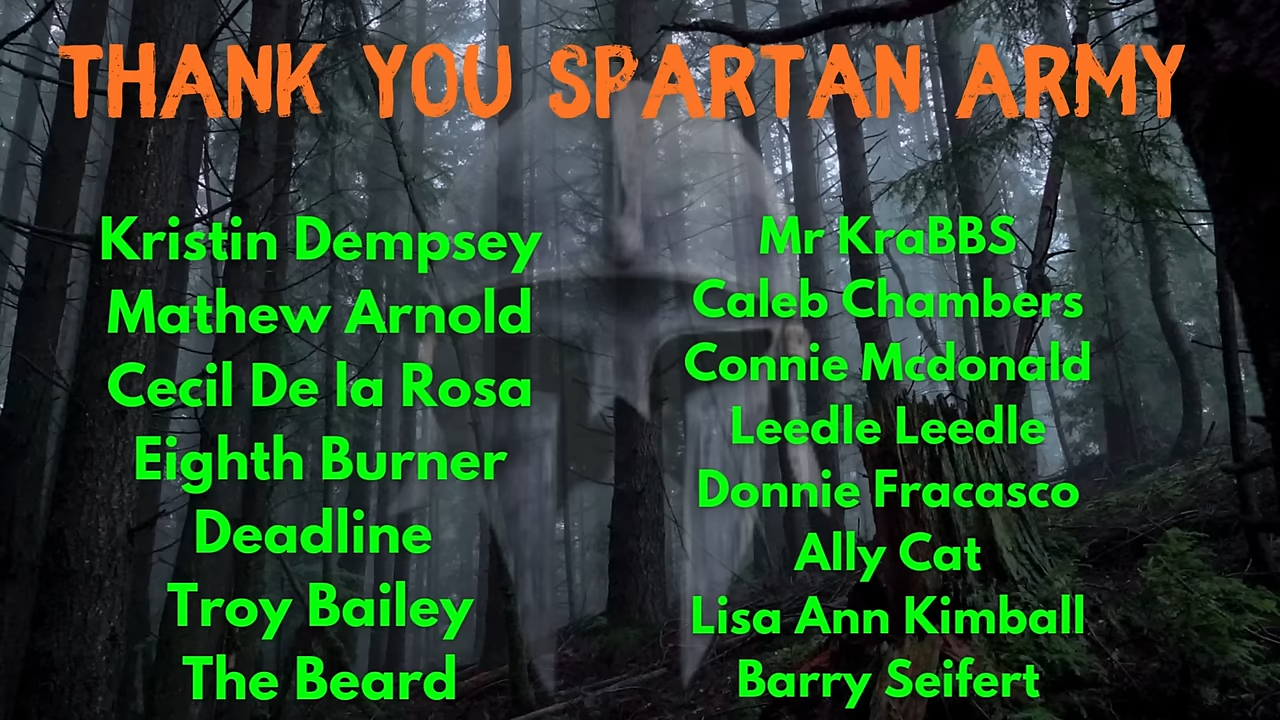 THANK YOU SPARTAN ARMY
Kristin Dempsey
Mathew Arnold
Cecil De la Rosa
Eighth Burner
Deadline
Troy Bailey
The Beard
Mr KraBBS
Caleb Chambers
Connie Mcdonald
Leedle Leedle
Donnie Fracasco
Ally Cat
Lisa Ann Kimball
Barry Seifert